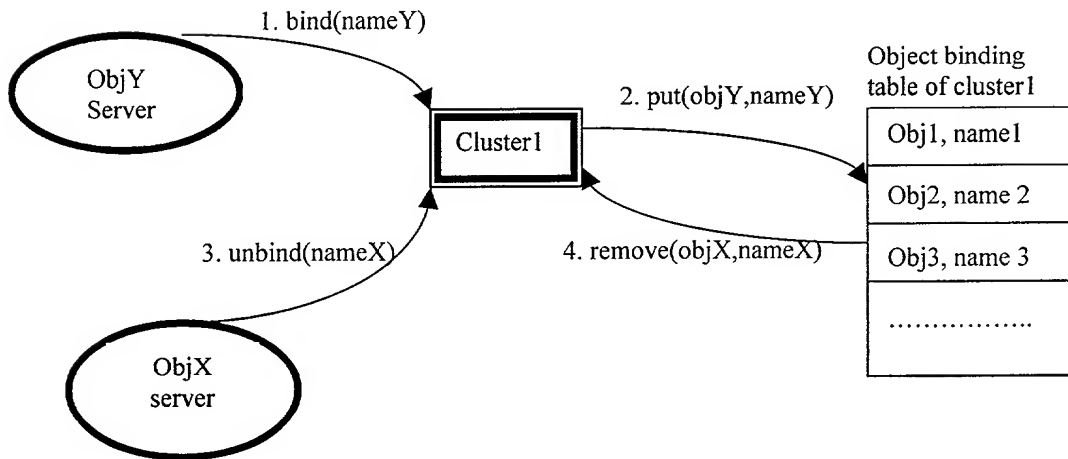 1. bind(nameY)
ObjY
Server
Object binding
table of cluster1
2. put(objY,nameY)
Cluster1
Obj1, name1
Obj2, name 2
3. unbind(nameX)
4. remove(objX,nameX)
Obj3, name 3
………………..
ObjX
server